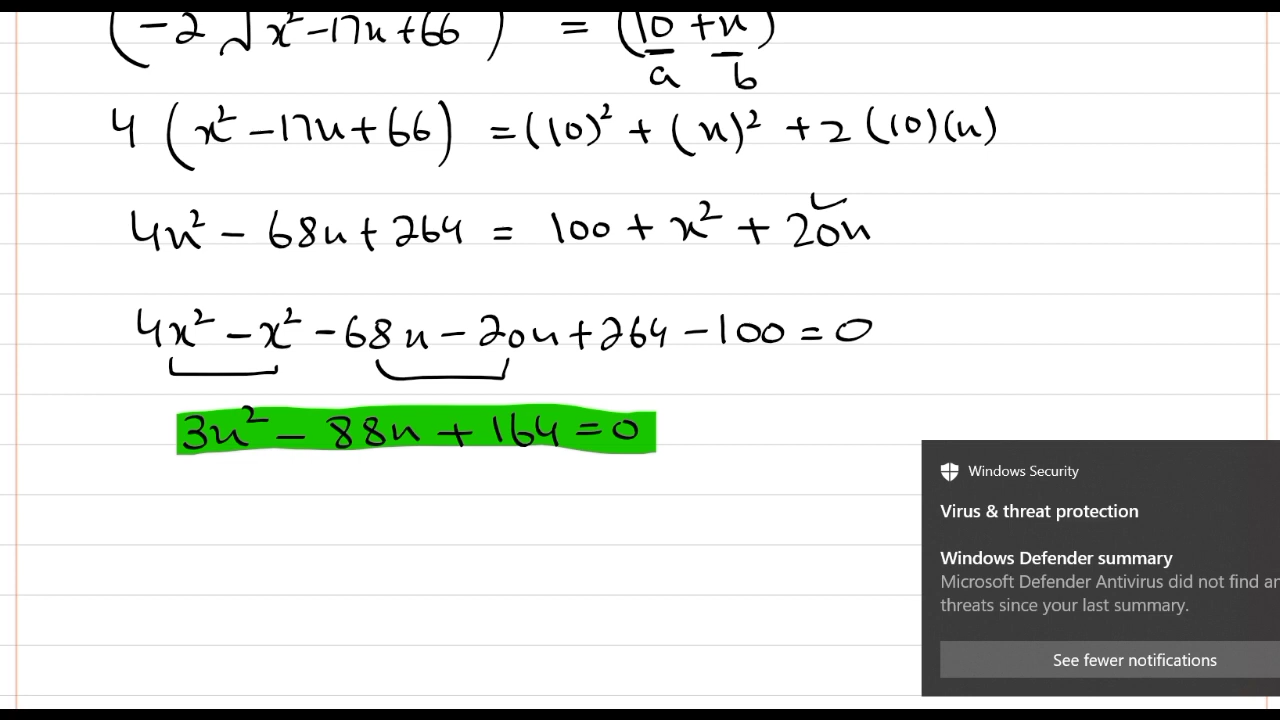 (-2 √x²-17x+66 ) = (10 + x)
a b
4 (x² - 17x + 66) = (10)² + (x)² + 2 (10)(x)
4x² - 68x + 264 = 100 + x² + 20x
4x² - x² - 68x - 20x + 264 - 100 = 0
3x² - 88x + 164 = 0
Windows Security
Virus & threat protection
Windows Defender summary
Microsoft Defender Antivirus did not find
threats since your last summary.
See fewer notifications